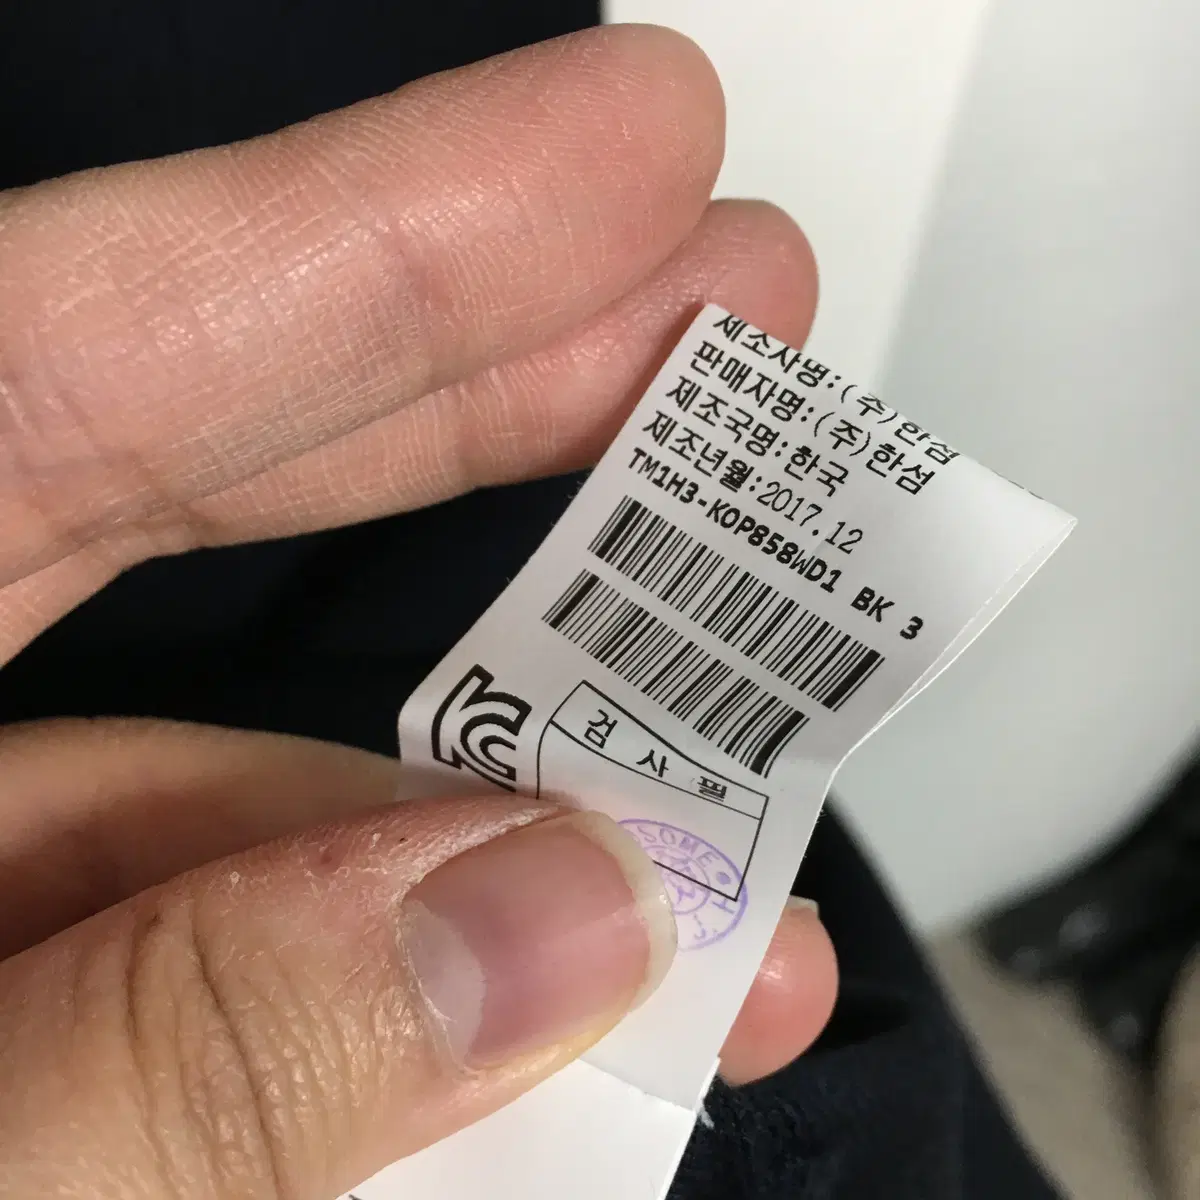 제조사명:(주)한섬
판매자명:(주)한섬
제조국명:한국
제조년월:2017.12
TM1H3-KOP858WD1 BK 3
KC
검 사 필